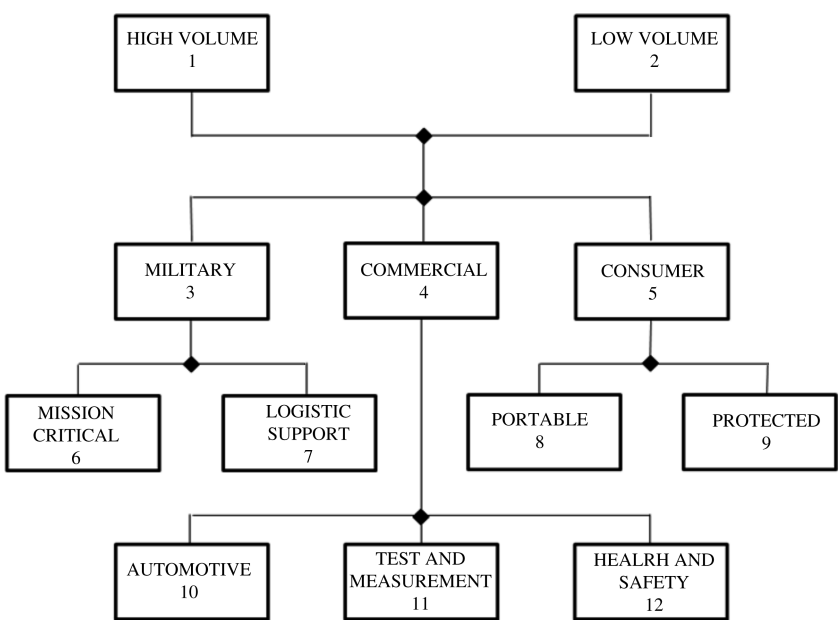 HIGH VOLUME
1
LOW VOLUME
2
MILITARY
3
COMMERCIAL
4
CONSUMER
5
MISSION
CRITICAL
6
LOGISTIC
SUPPORT
7
PORTABLE
8
PROTECTED
9
AUTOMOTIVE
10
TEST AND
MEASUREMENT
11
HEALRH AND
SAFETY
12